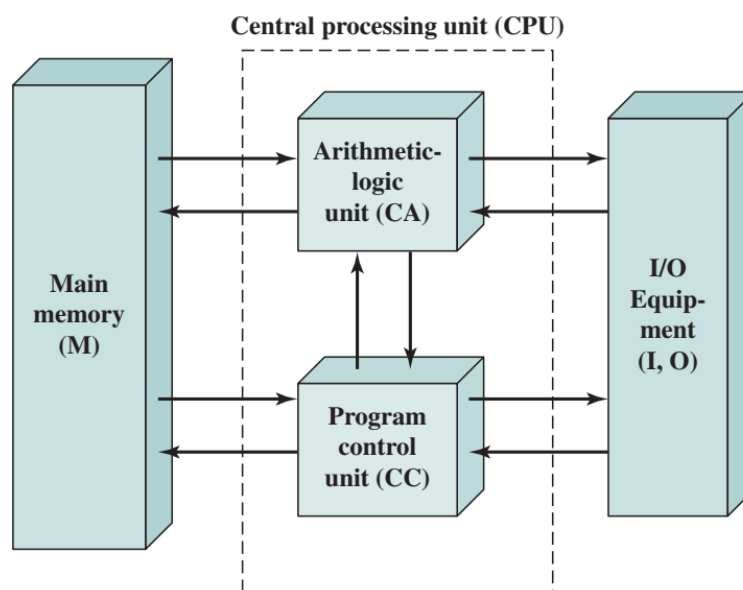 Central processing unit (CPU)
Main
memory
(M)
Arithmetic-
logic
unit (CA)
Program
control
unit (CC)
I/O
Equip-
ment
(I, O)